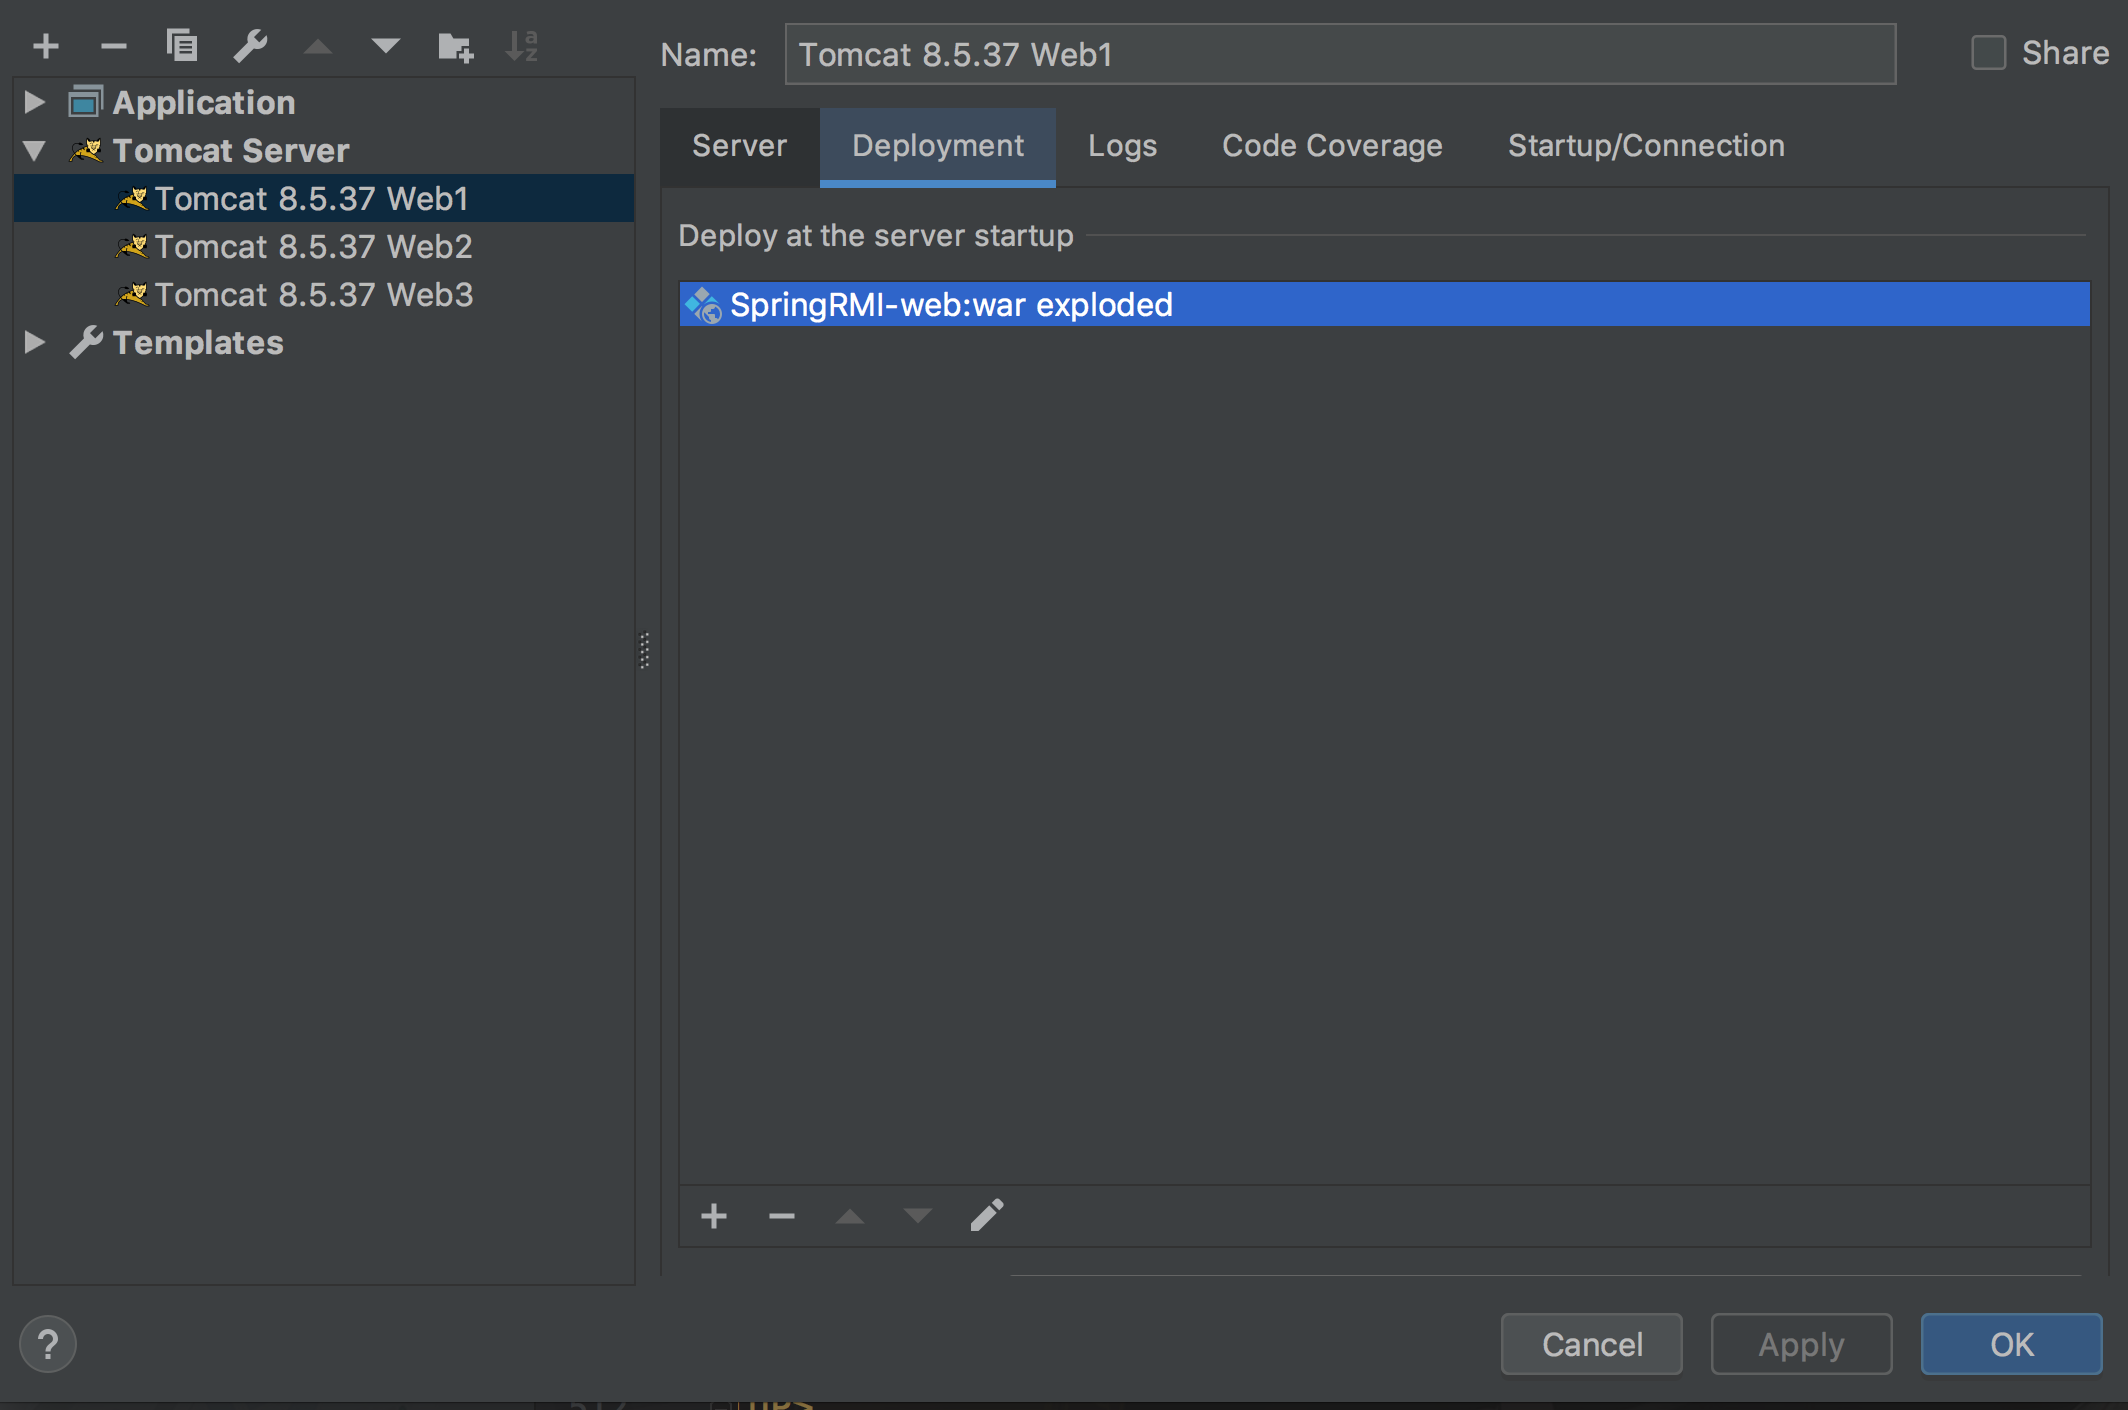 Name: Tomcat 8.5.37 Web1 Share
Application
Tomcat Server
Tomcat 8.5.37 Web1
Tomcat 8.5.37 Web2
Tomcat 8.5.37 Web3
Templates
Server Deployment Logs Code Coverage Startup/Connection
Deploy at the server startup
SpringRMI-web:war exploded
?
Cancel Apply OK